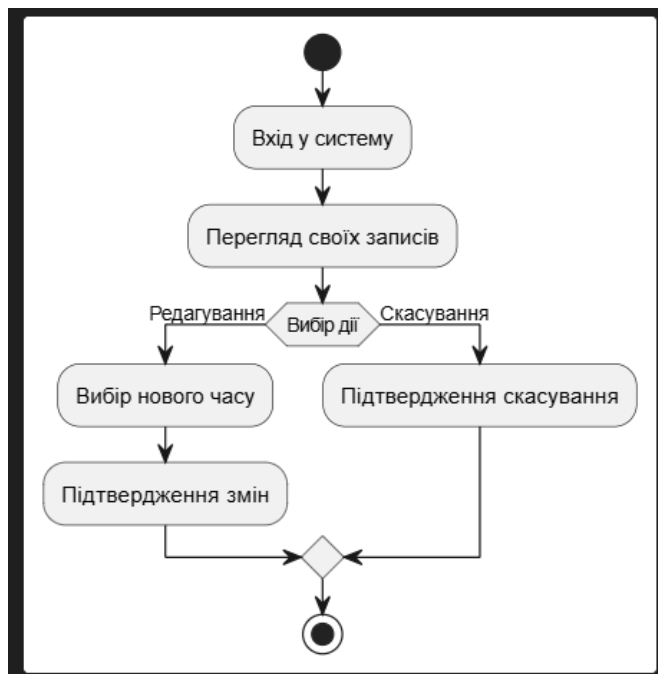 Вхід у систему
Перегляд своїх записів
Редагування
Вибір дії
Скасування
Вибір нового часу
Підтвердження скасування
Підтвердження змін